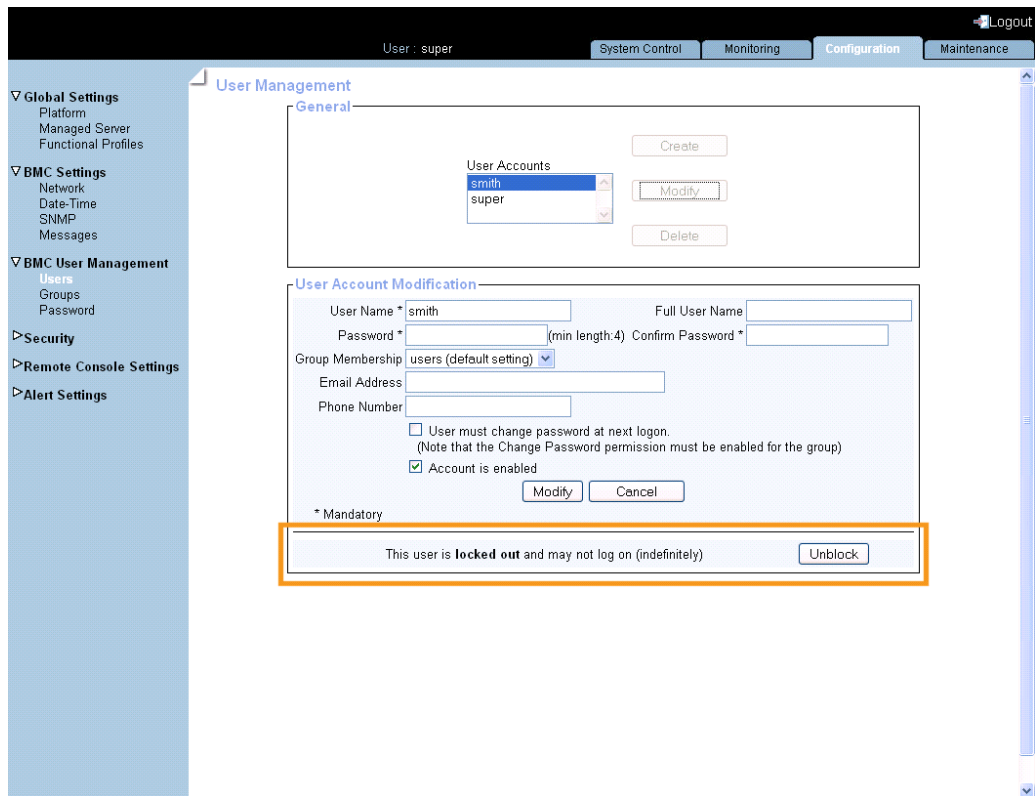 Logout
User : super
System Control Monitoring Configuration Maintenance
Global Settings
Platform
Managed Server
Functional Profiles
BMC Settings
Network
Date-Time
SNMP
Messages
BMC User Management
Users
Groups
Password
Security
Remote Console Settings
Alert Settings
User Management
General
User Accounts
smith
super
Create
Modify
Delete
User Account Modification
User Name * smith Full User Name
Password * (min length:4) Confirm Password *
Group Membership users (default setting)
Email Address
Phone Number
User must change password at next logon.
(Note that the Change Password permission must be enabled for the group)
Account is enabled
Modify Cancel
* Mandatory
This user is locked out and may not log on (indefinitely) Unblock